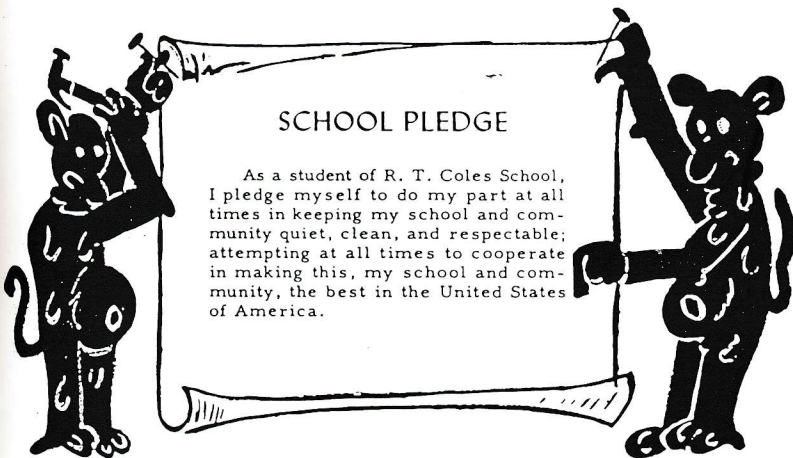 SCHOOL PLEDGE
As a student of R. T. Coles School,
I pledge myself to do my part at all
times in keeping my school and com-
munity quiet, clean, and respectable;
attempting at all times to cooperate
in making this, my school and com-
munity, the best in the United States
of America.